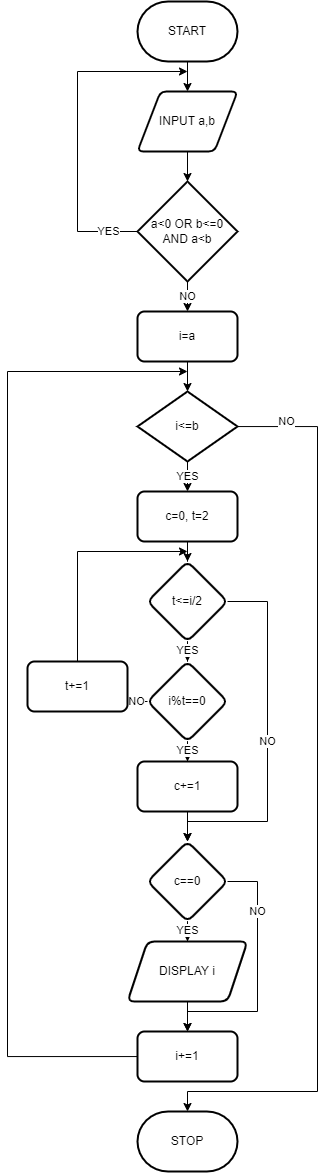 START
INPUT a,b
a<0 OR b<=0
AND a<b
YES
NO
i=a
i<=b
NO
YES
c=0, t=2
t<=i/2
YES
t+=1
NO
i%t==0
NO
YES
c+=1
c==0
NO
YES
DISPLAY i
i+=1
STOP